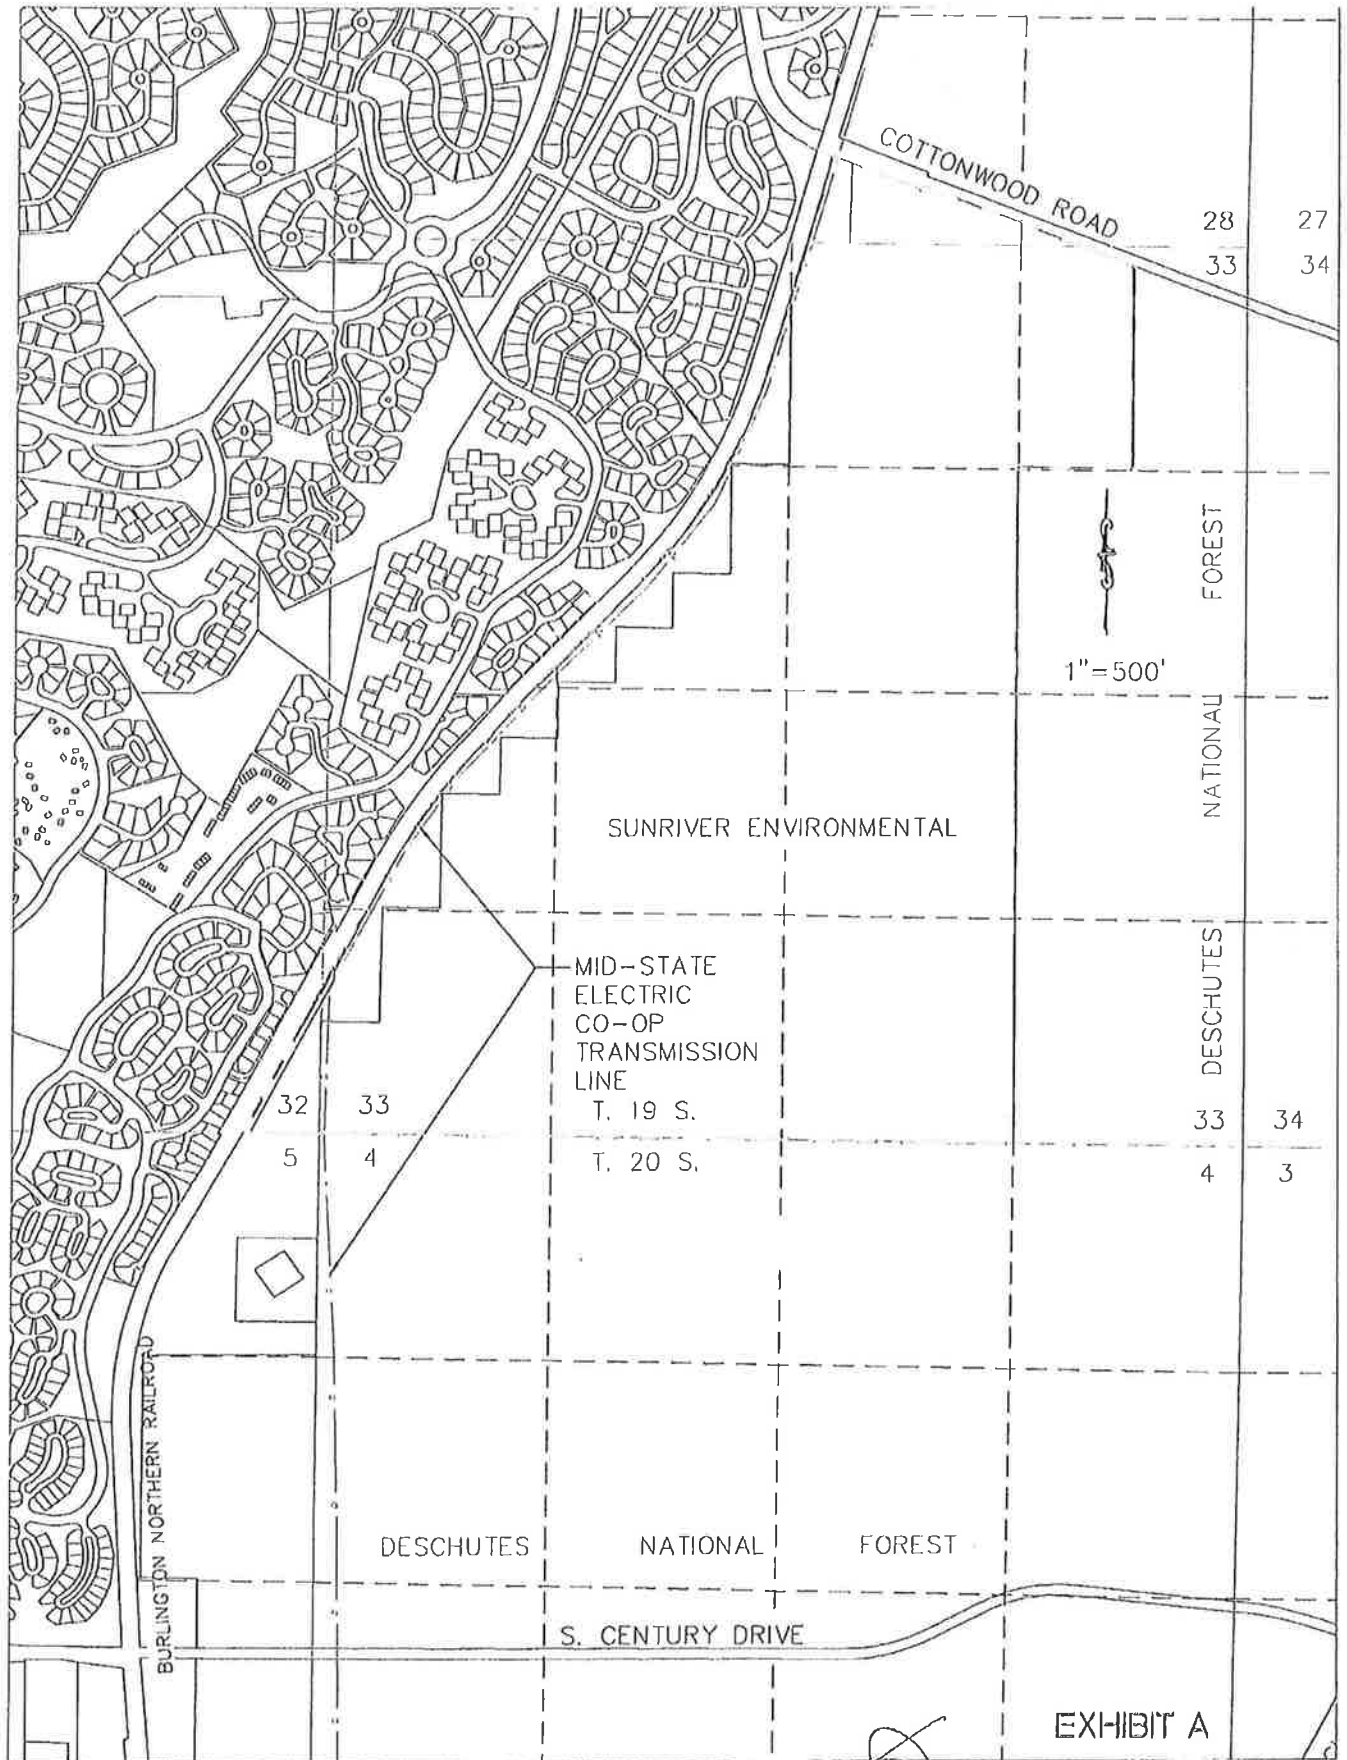 COTTONWOOD ROAD
28 27
33 34
FOREST
1"=500'
NATIONAL
SUNRIVER ENVIRONMENTAL
DESCHUTES
MID-STATE
ELECTRIC
CO-OP
TRANSMISSION
LINE
32 33
T. 19 S.
33 34
5 4
T. 20 S.
4 3
BURLINGTON NORTHERN RAILROAD
DESCHUTES NATIONAL FOREST
S. CENTURY DRIVE
EXHIBIT A